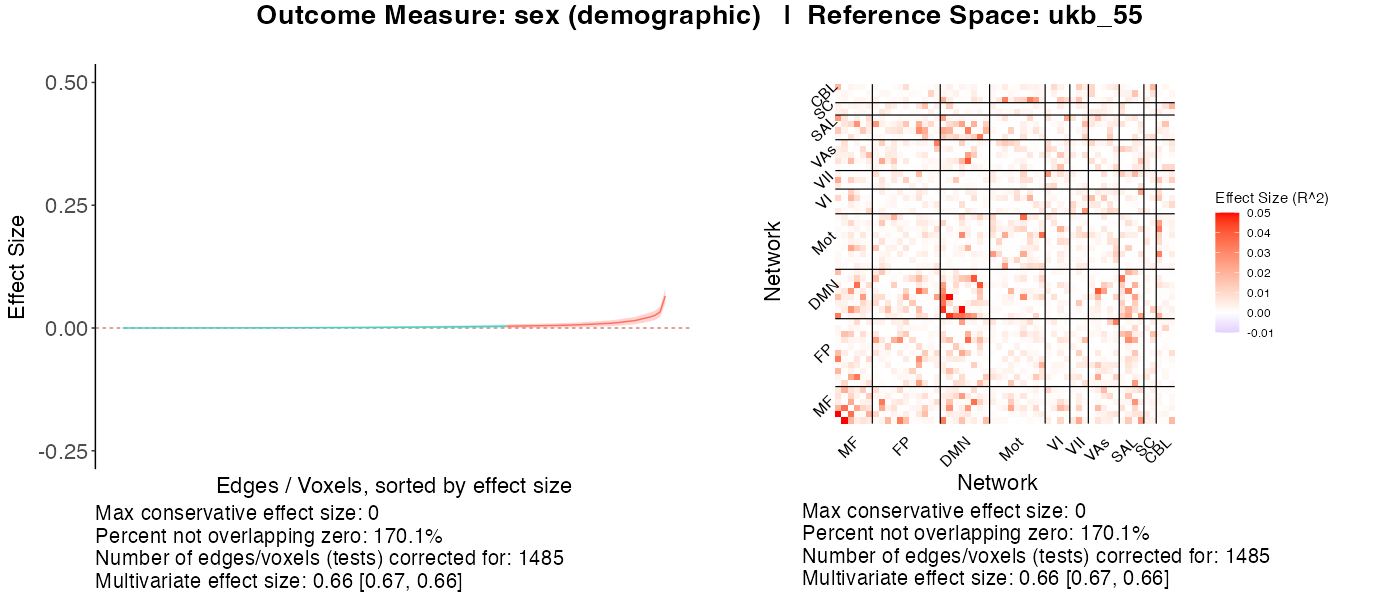 Outcome Measure: sex (demographic)   |  Reference Space: ukb_55
Effect Size
0.50
0.25
0.00
-0.25
Edges / Voxels, sorted by effect size
Max conservative effect size: 0
Percent not overlapping zero: 170.1%
Number of edges/voxels (tests) corrected for: 1485
Multivariate effect size: 0.66 [0.67, 0.66]
Network
CBL
SC
SAL
VAs
VII
VI
Mot
DMN
FP
MF
MF
FP
DMN
Mot
VI
VII
VAs
SAL
SC
CBL
Network
Effect Size (R^2)
0.05
0.04
0.03
0.02
0.01
0.00
-0.01
Max conservative effect size: 0
Percent not overlapping zero: 170.1%
Number of edges/voxels (tests) corrected for: 1485
Multivariate effect size: 0.66 [0.67, 0.66]